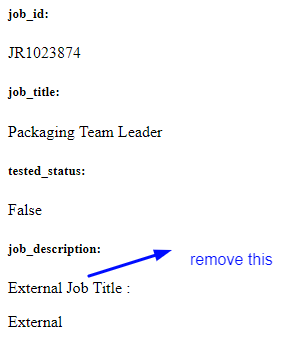 job_id:
JR1023874
job_title:
Packaging Team Leader
tested_status:
False
job_description:
remove this
External Job Title :
External